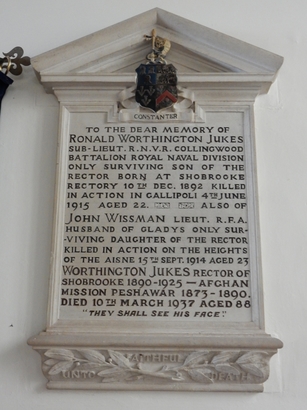 CONSTANTER
TO THE DEAR MEMORY OF
RONALD WORTHINGTON JUKES
SUB-LIEUT. R.N.V.R. COLLINGWOOD
BATTALION ROYAL NAVAL DIVISION
ONLY SURVIVING SON OF THE
RECTOR BORN AT SHOBROOKE
RECTORY 10TH DEC. 1892 KILLED
IN ACTION IN GALLIPOLI 4TH JUNE
1915 AGED 22. ALSO OF
JOHN WISSMAN LIEUT. R.F.A.
HUSBAND OF GLADYS ONLY SUR-
VIVING DAUGHTER OF THE RECTOR
KILLED IN ACTION ON THE HEIGHTS
OF THE AISNE 15TH SEPT. 1914 AGED 23
WORTHINGTON JUKES RECTOR OF
SHOBROOKE 1890-1925 — AFGHAN
MISSION PESHAWÁR 1873-1890.
DIED 10TH MARCH 1937 AGED 88
"THEY SHALL SEE HIS FACE"
FAITHFUL
UNTO DEATH